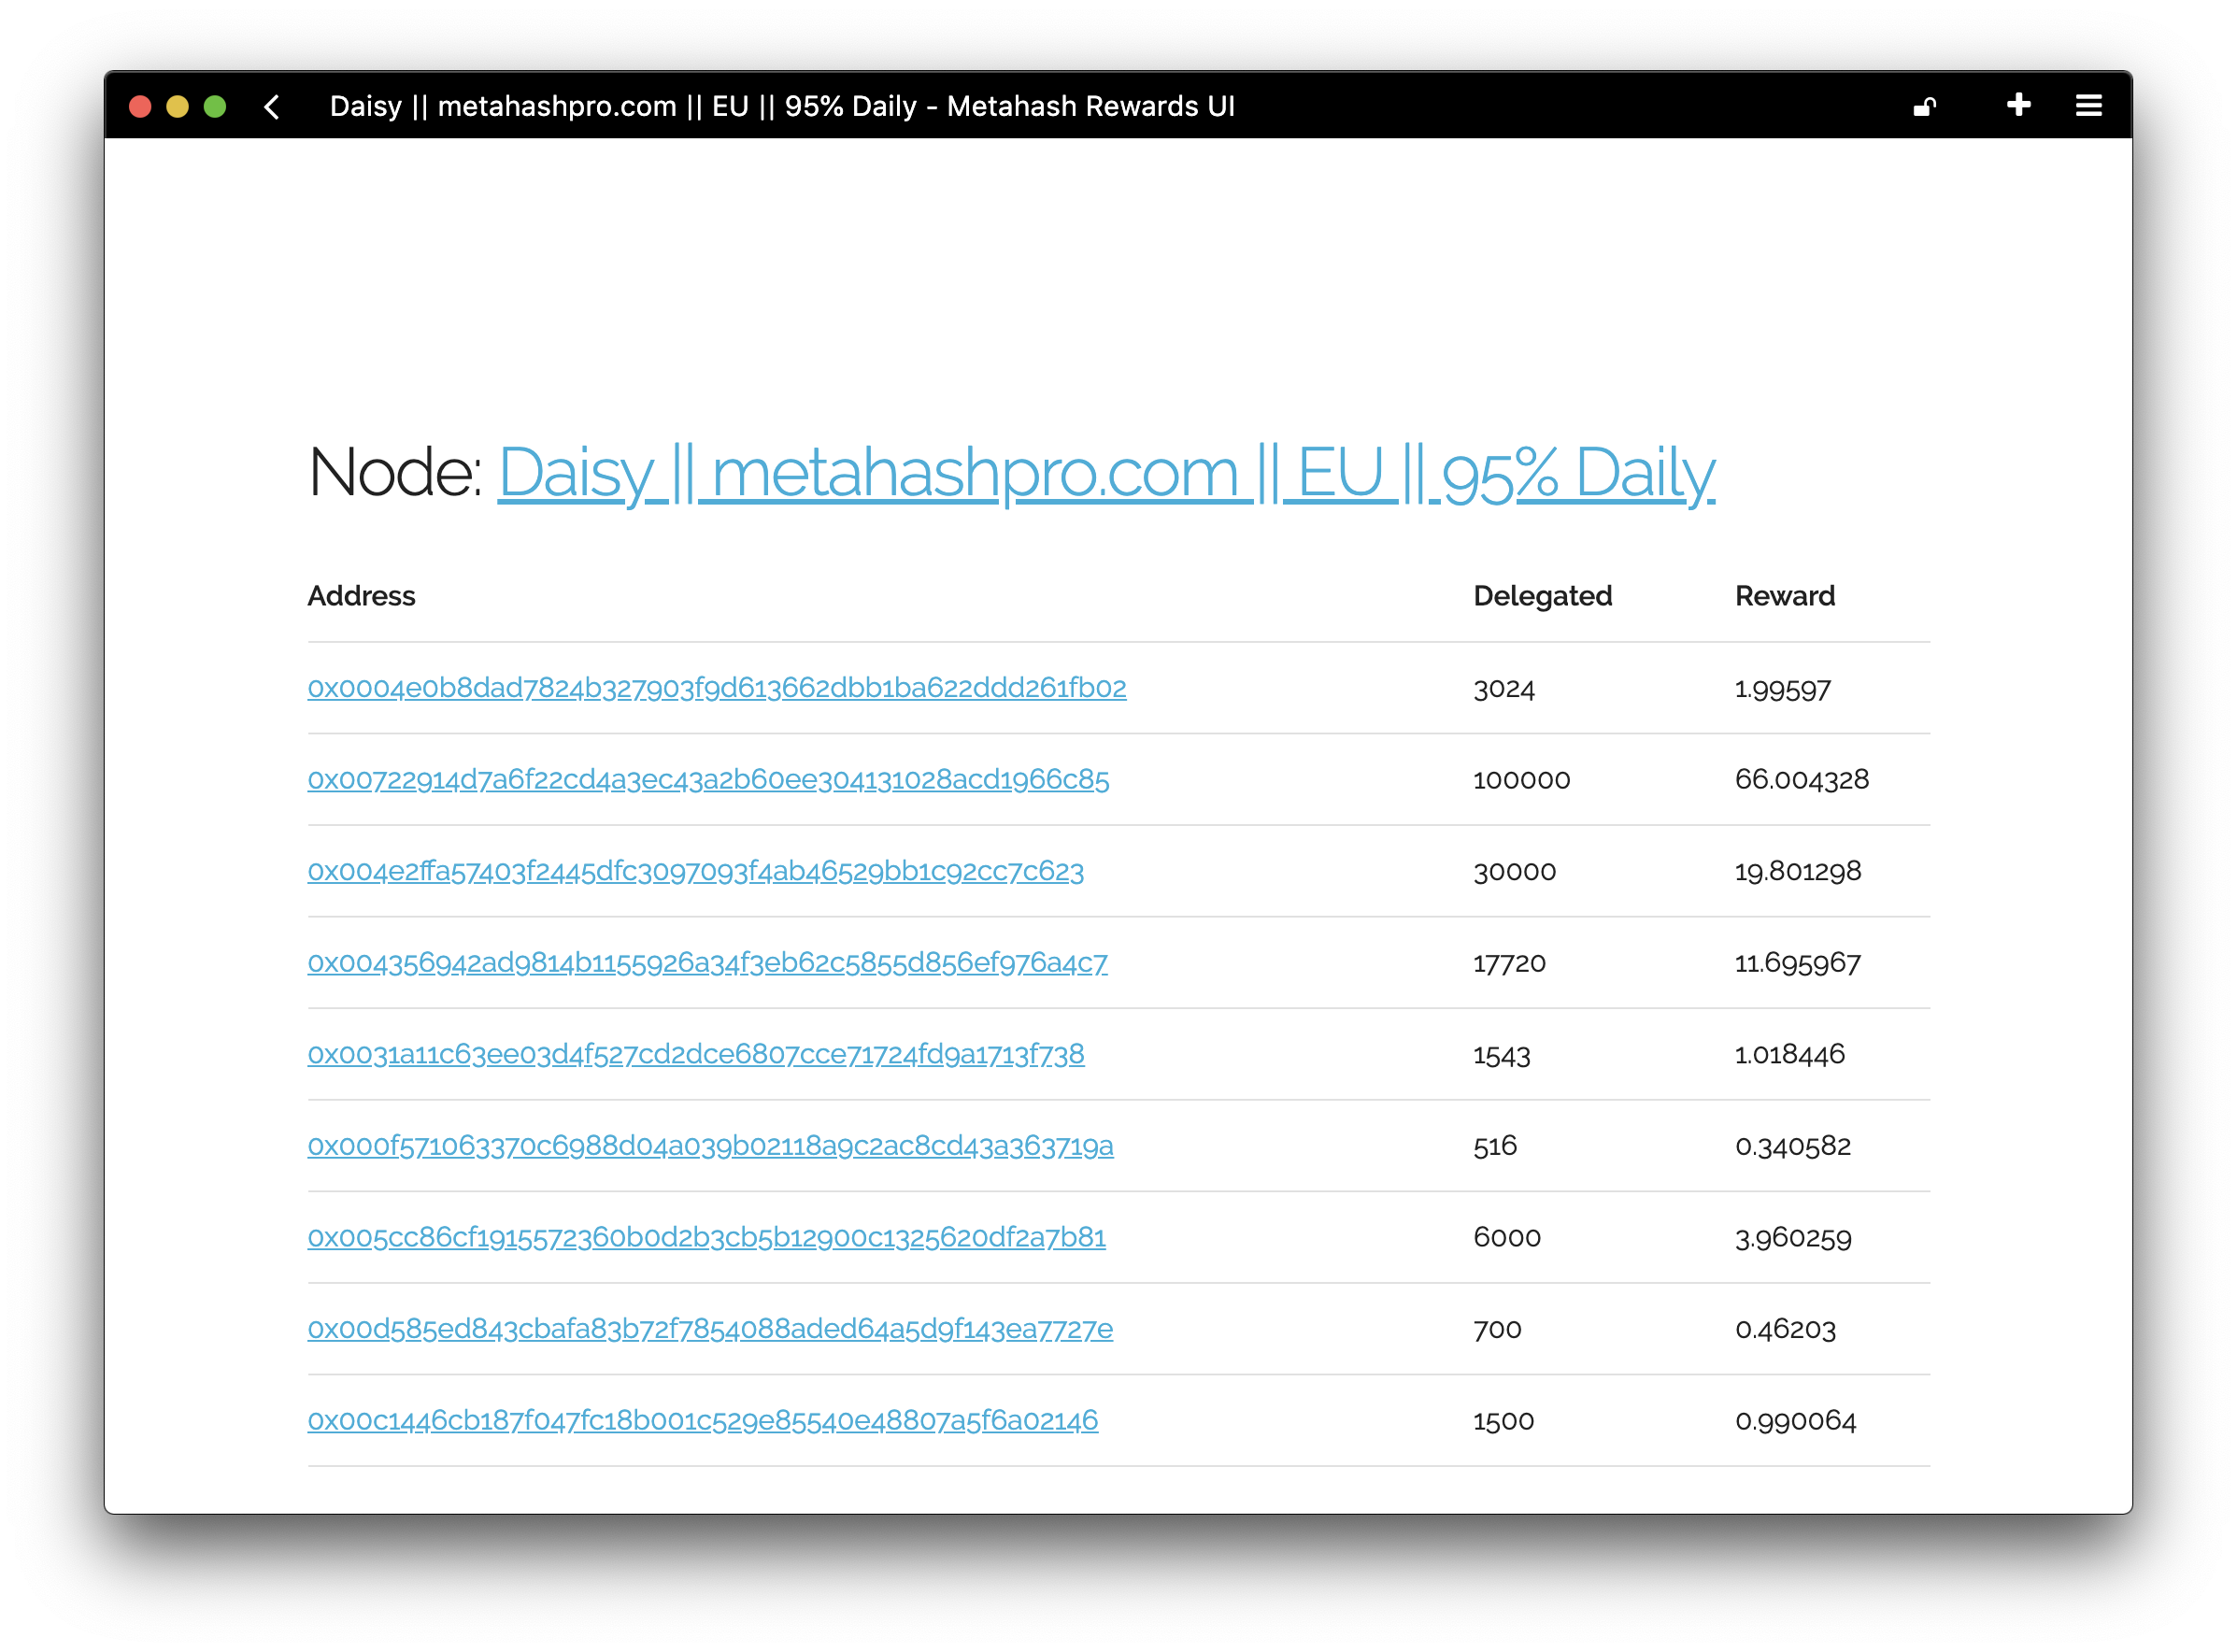 Daisy || metahashpro.com || EU || 95% Daily - Metahash Rewards UI
Node: Daisy || metahashpro.com || EU || 95% Daily
Address Delegated Reward
0x0004e0b8dad7824b327903f9d613662dbb1ba622ddd261fb02 3024 1.99597
0x00722914d7a6f22cd4a3ec43a2b60ee304131028acd1966c85 100000 66.004328
0x004e2ffa57403f2445dfc3097093f4ab46529bb1c92cc7c623 30000 19.801298
0x004356942ad9814b1155926a34f3eb62c5855d856ef976a4c7 17720 11.695967
0x0031a11c63ee03d4f527cd2dce6807cce71724fd9a1713f738 1543 1.018446
0x000f571063370c6988d04a039b02118a9c2ac8cd43a363719a 516 0.340582
0x005cc86cf1915572360b0d2b3cb5b12900c1325620df2a7b81 6000 3.960259
0x00d585ed843cbafa83b72f7854088aded64a5d9f143ea7727e 700 0.46203
0x00c1446cb187f047fc18b001c529e85540e48807a5f6a02146 1500 0.990064